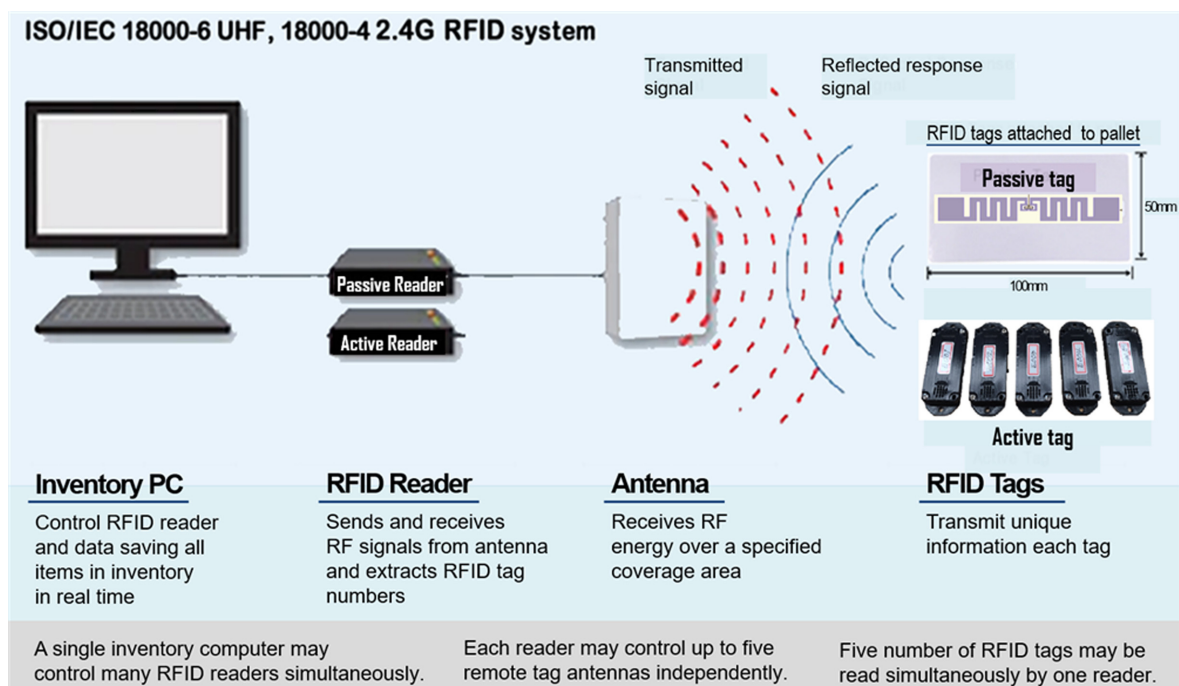 ISO/IEC 18000-6 UHF, 18000-4 2.4G RFID system
Transmitted
signal
Reflected response
signal
RFID tags attached to pallet
Passive tag
50mm
100mm
Passive Reader
Active Reader
Active tag
Inventory PC
Control RFID reader
and data saving all
items in inventory
in real time
RFID Reader
Sends and receives
RF signals from antenna
and extracts RFID tag
numbers
Antenna
Receives RF
energy over a specified
coverage area
RFID Tags
Transmit unique
information each tag
A single inventory computer may
control many RFID readers simultaneously.
Each reader may control up to five
remote tag antennas independently.
Five number of RFID tags may be
read simultaneously by one reader.